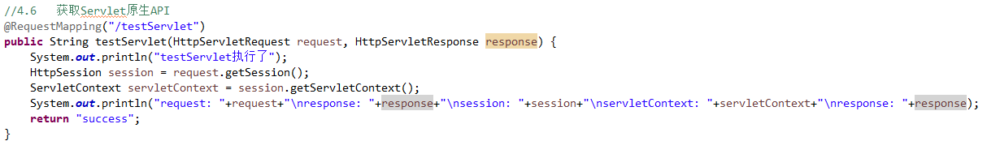 //4.6   获取Servlet原生API
@RequestMapping("/testServlet")
public String testServlet(HttpServletRequest request, HttpServletResponse response) {
    System.out.println("testServlet执行了");
    HttpSession session = request.getSession();
    ServletContext servletContext = session.getServletContext();
    System.out.println("request: "+request+"\nresponse: "+response+"\nsession: "+session+"\nservletContext: "+servletContext+"\nresponse: "+response);
    return "success";
}